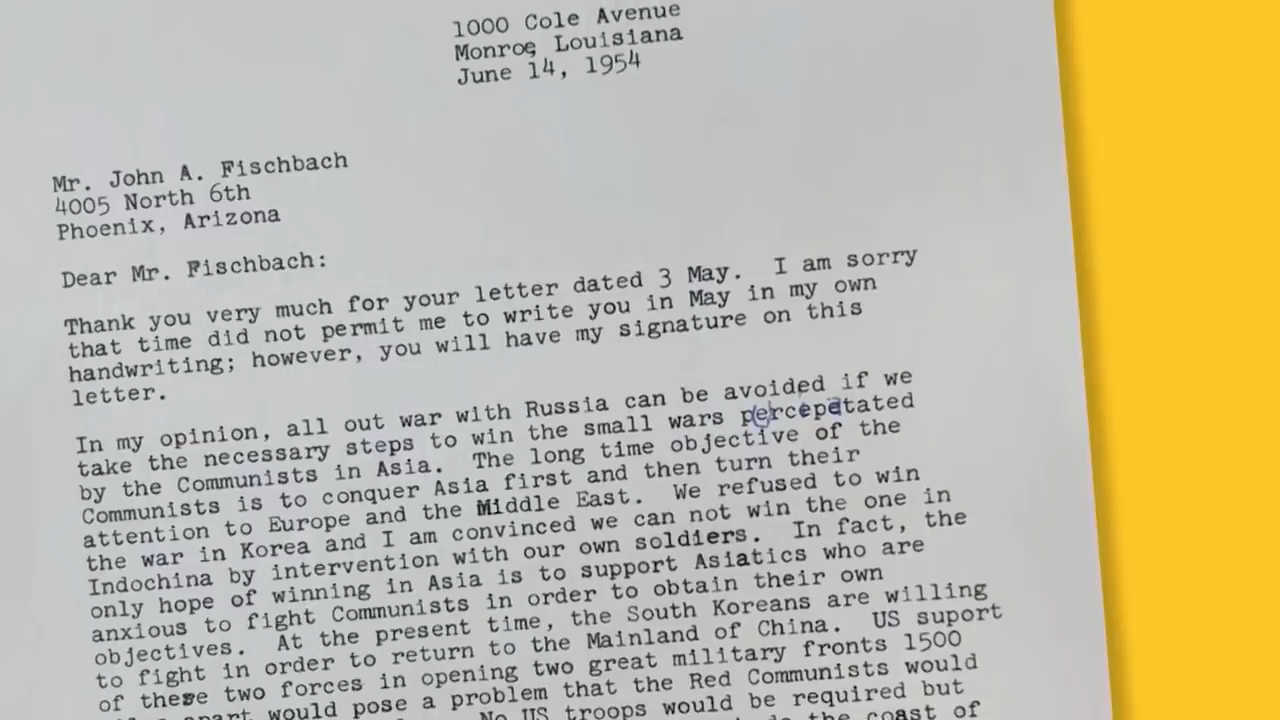 1000 Cole Avenue
Monroe, Louisiana
June 14, 1954
Mr. John A. Fischbach
4005 North 6th
Phoenix, Arizona
Dear Mr. Fischbach:
Thank you very much for your letter dated 3 May. I am sorry
that time did not permit me to write you in May in my own
handwriting; however, you will have my signature on this
letter.
In my opinion, all out war with Russia can be avoided if we
take the necessary steps to win the small wars percepetated
by the Communists in Asia. The long time objective of the
Communists is to conquer Asia first and then turn their
attention to Europe and the Middle East. We refused to win
the war in Korea and I am convinced we can not win the one in
Indochina by intervention with our own soldiers. In fact, the
only hope of winning in Asia is to support Asiatics who are
anxious to fight Communists in order to obtain their own
objectives. At the present time, the South Koreans are willing
to fight in order to return to the Mainland of China. US suport
of these two forces in opening two great military fronts 1500
apart would pose a problem that the Red Communists would
No US troops would be required but
the coast of